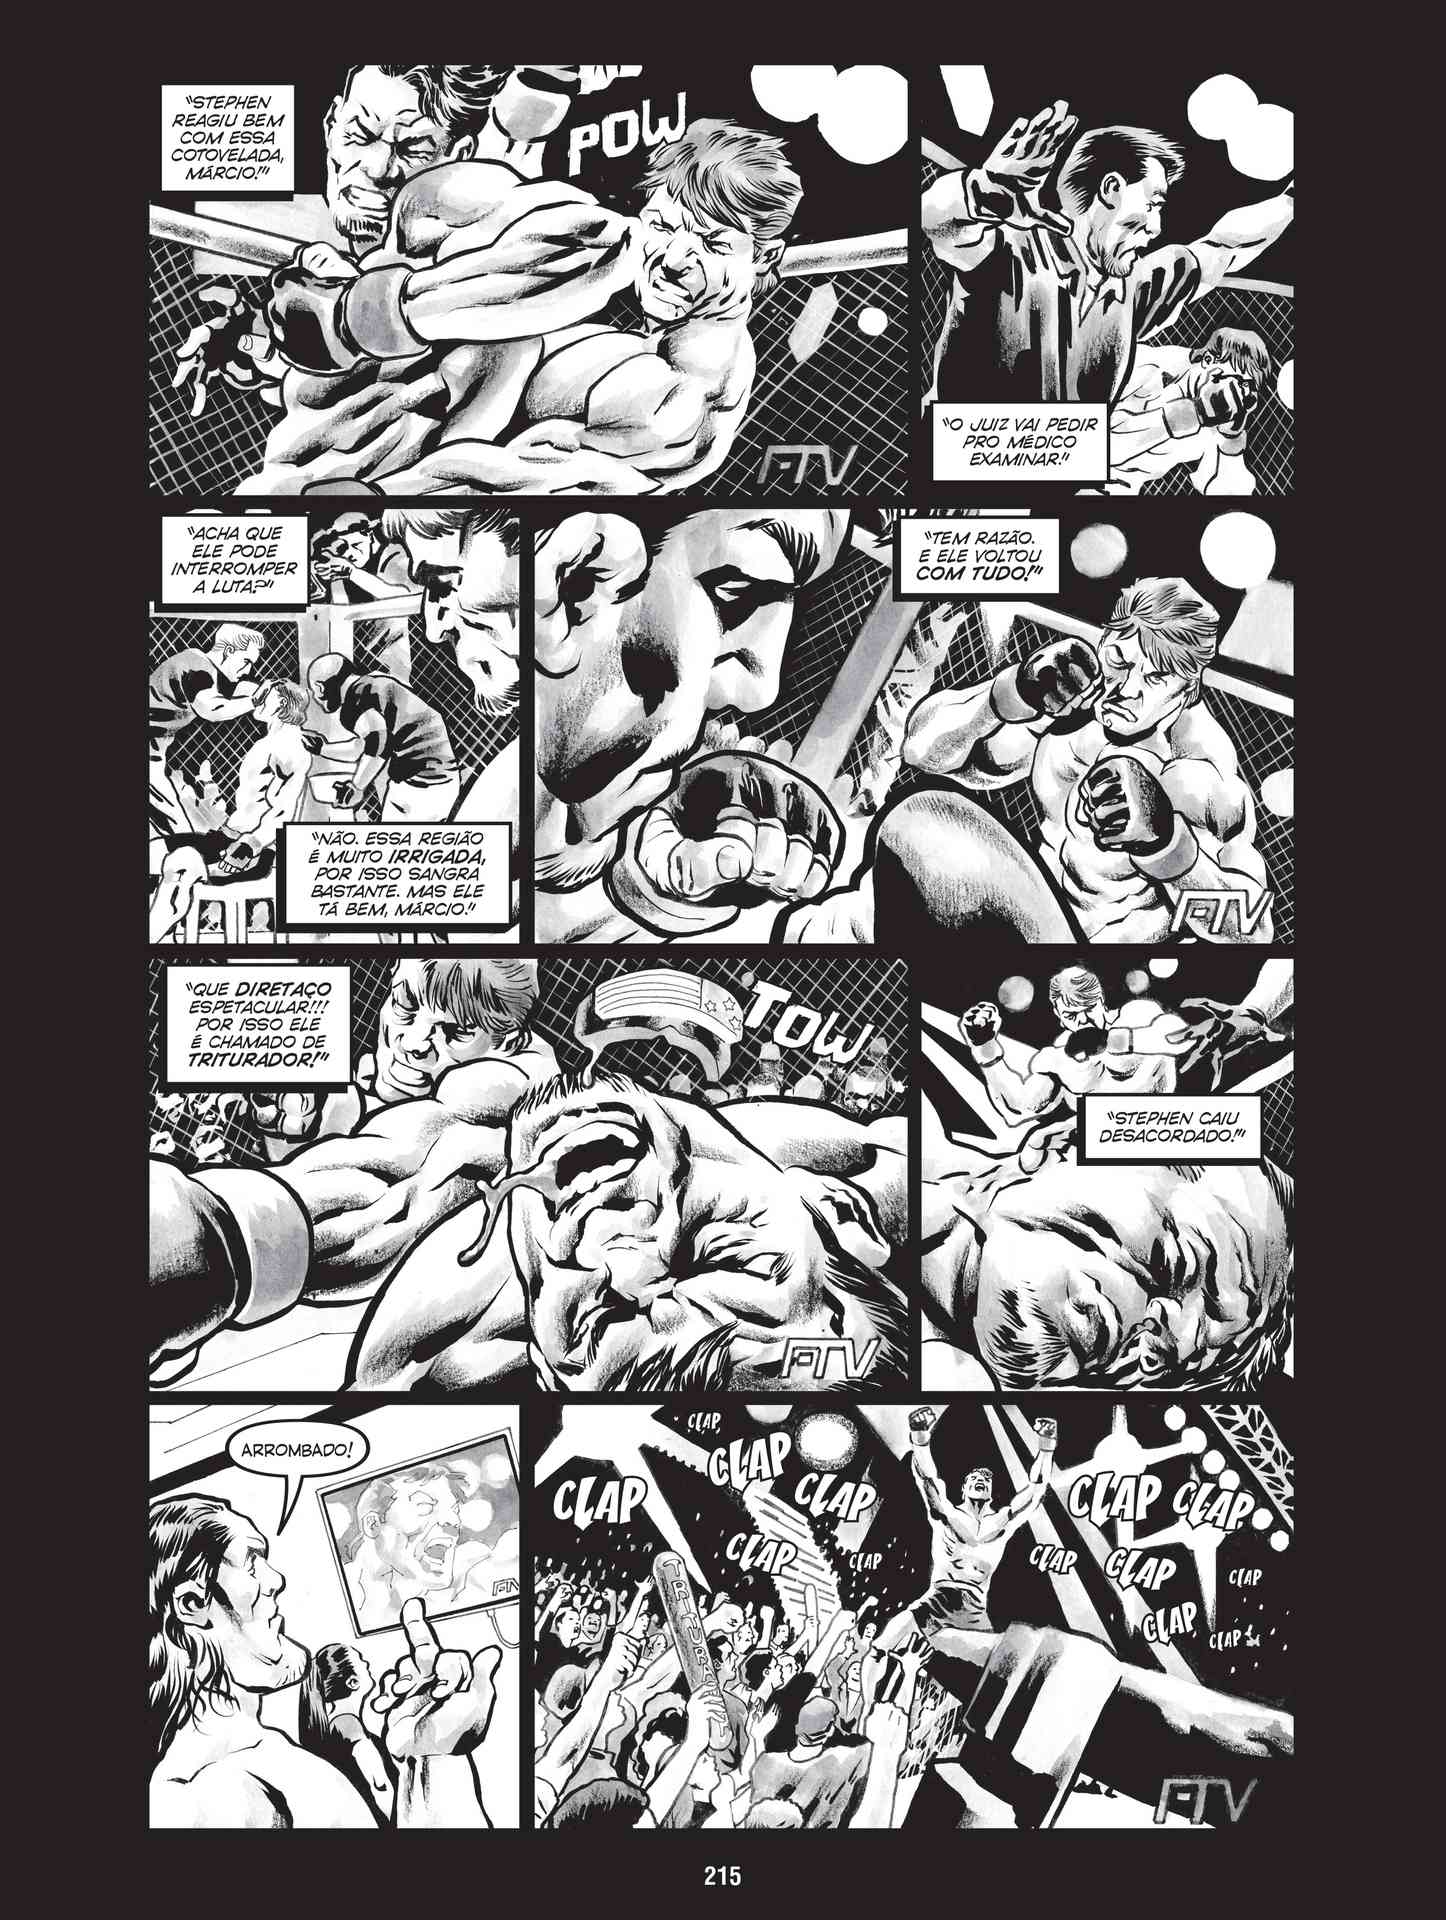 "STEPHEN
REAGIU BEM
COM ESSA
COTOVELADA,
MÁRCIO!"
POW
FTV
"O JUIZ VAI PEDIR
PRO MÉDICO
EXAMINAR."
"ACHA QUE
ELE PODE
INTERROMPER
A LUTA?"
"NÃO. ESSA REGIÃO
É MUITO IRRIGADA,
POR ISSO SANGRA
BASTANTE. MAS ELE
TÁ BEM, MÁRCIO."
"TEM RAZÃO.
E ELE VOLTOU
COM TUDO!"
FTV
"QUE DIRETAÇO
ESPETACULAR!!!
POR ISSO ELE
É CHAMADO DE
TRITURADOR!"
TOW
FTV
"STEPHEN CAIU
DESACORDADO!"
ARROMBADO!
FTV
CLAP,
CLAP
CLAP
CLAP
CLAP
CLAP
CLAP
CLAP
CLAP
CLAP
CLAP
CLAP
CLAP
TRITURADOR
FTV
215